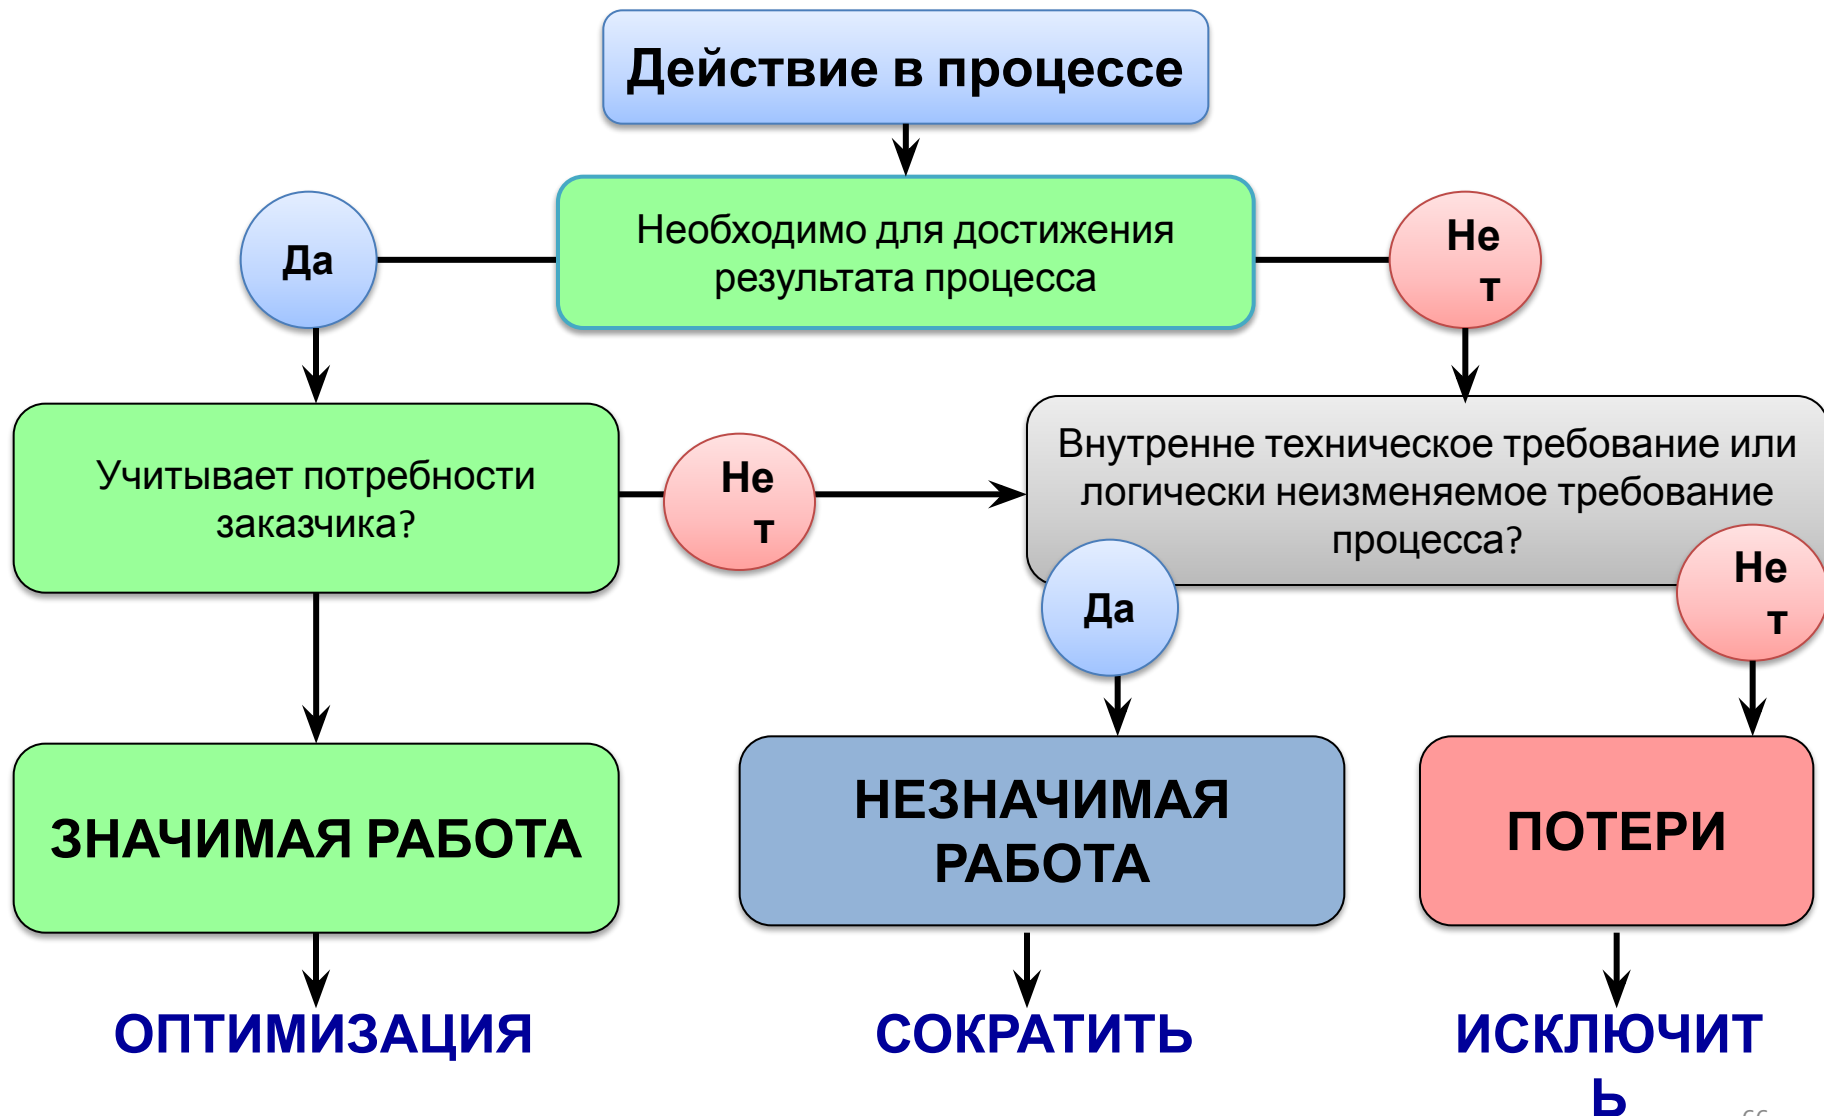 Действие в процессе
Необходимо для достижения
результата процесса
Да
Не
т
Учитывает потребности
заказчика?
Не
т
Внутренне техническое требование или
логически неизменяемое требование
процесса?
Да
Не
т
ЗНАЧИМАЯ РАБОТА
НЕЗНАЧИМАЯ
РАБОТА
ПОТЕРИ
ОПТИМИЗАЦИЯ
СОКРАТИТЬ
ИСКЛЮЧИТ
Ь